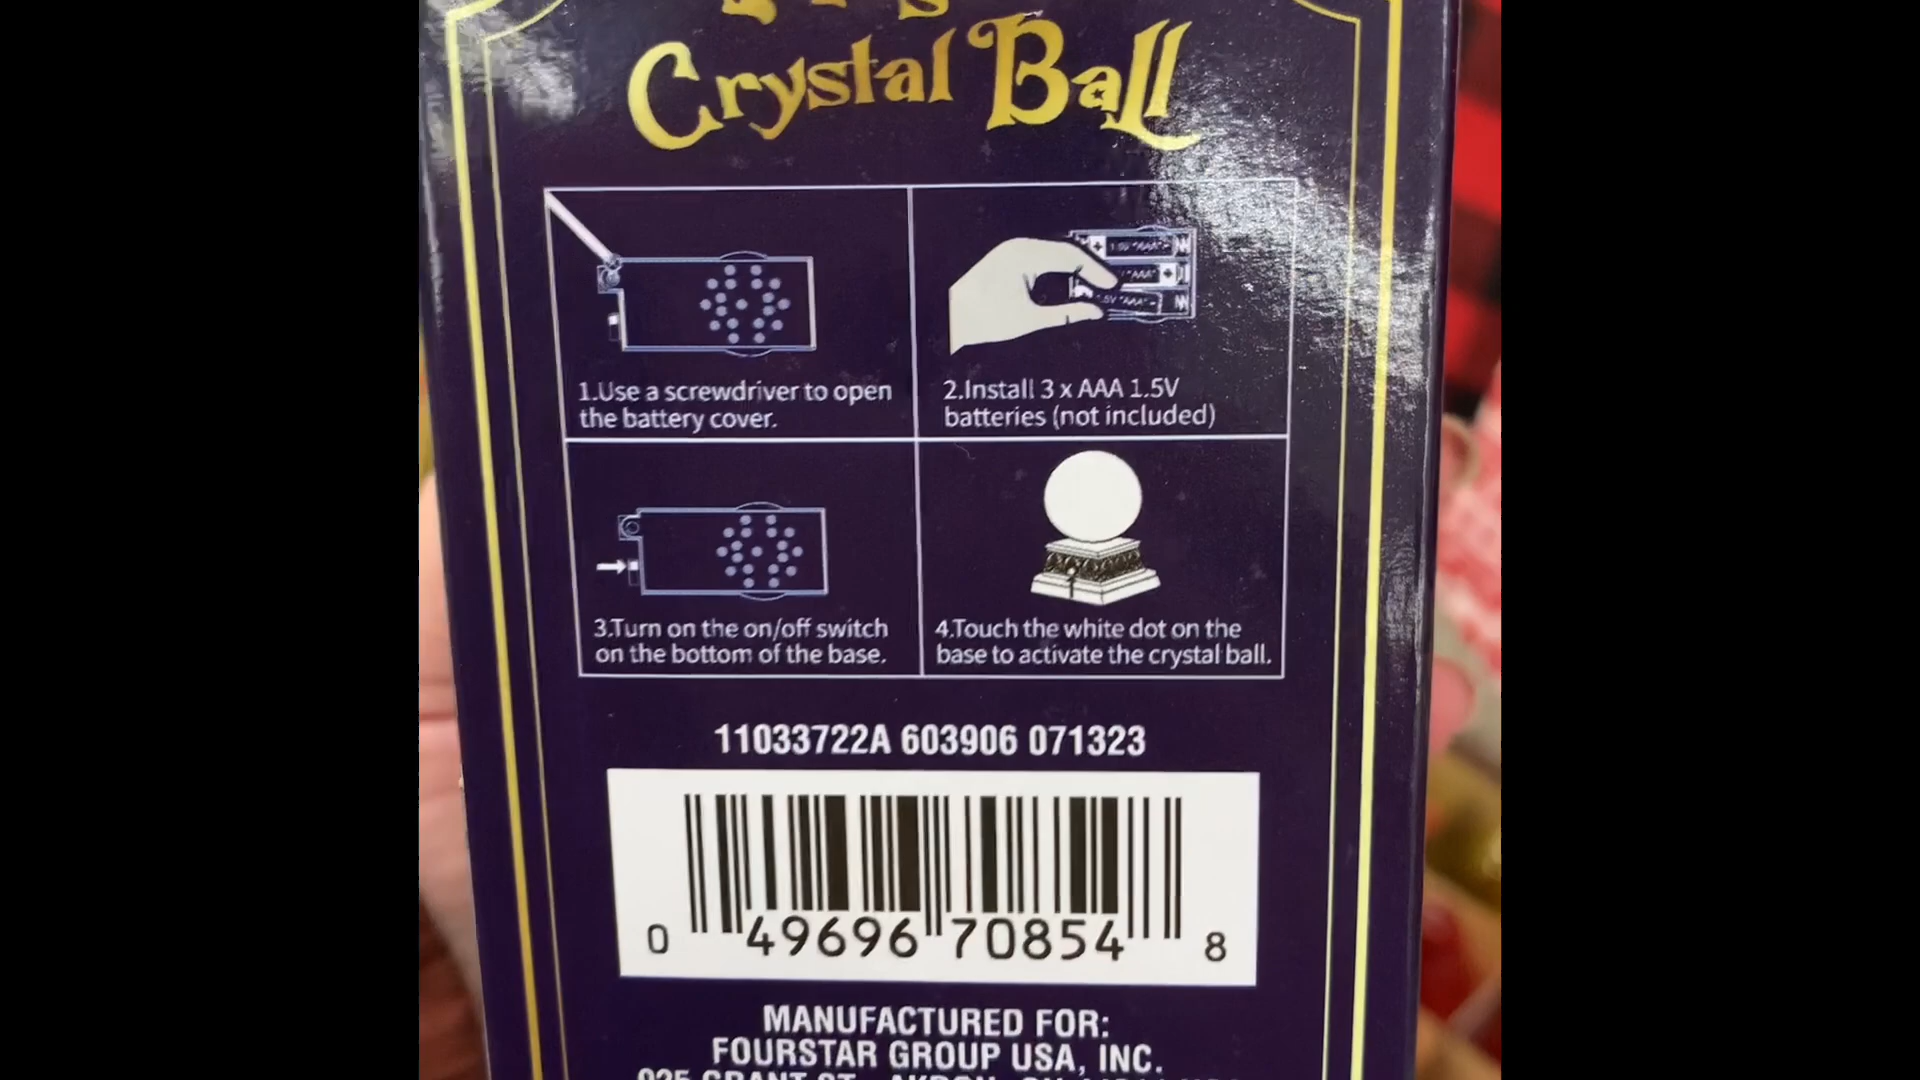 Crystal Ball
1.Use a screwdriver to open
the battery cover.
2.Install 3 x AAA 1.5V
batteries (not included)
3.Turn on the on/off switch
on the bottom of the base.
4.Touch the white dot on the
base to activate the crystal ball.
11033722A 603906 071323
0 49696 70854 8
MANUFACTURED FOR:
FOURSTAR GROUP USA, INC.